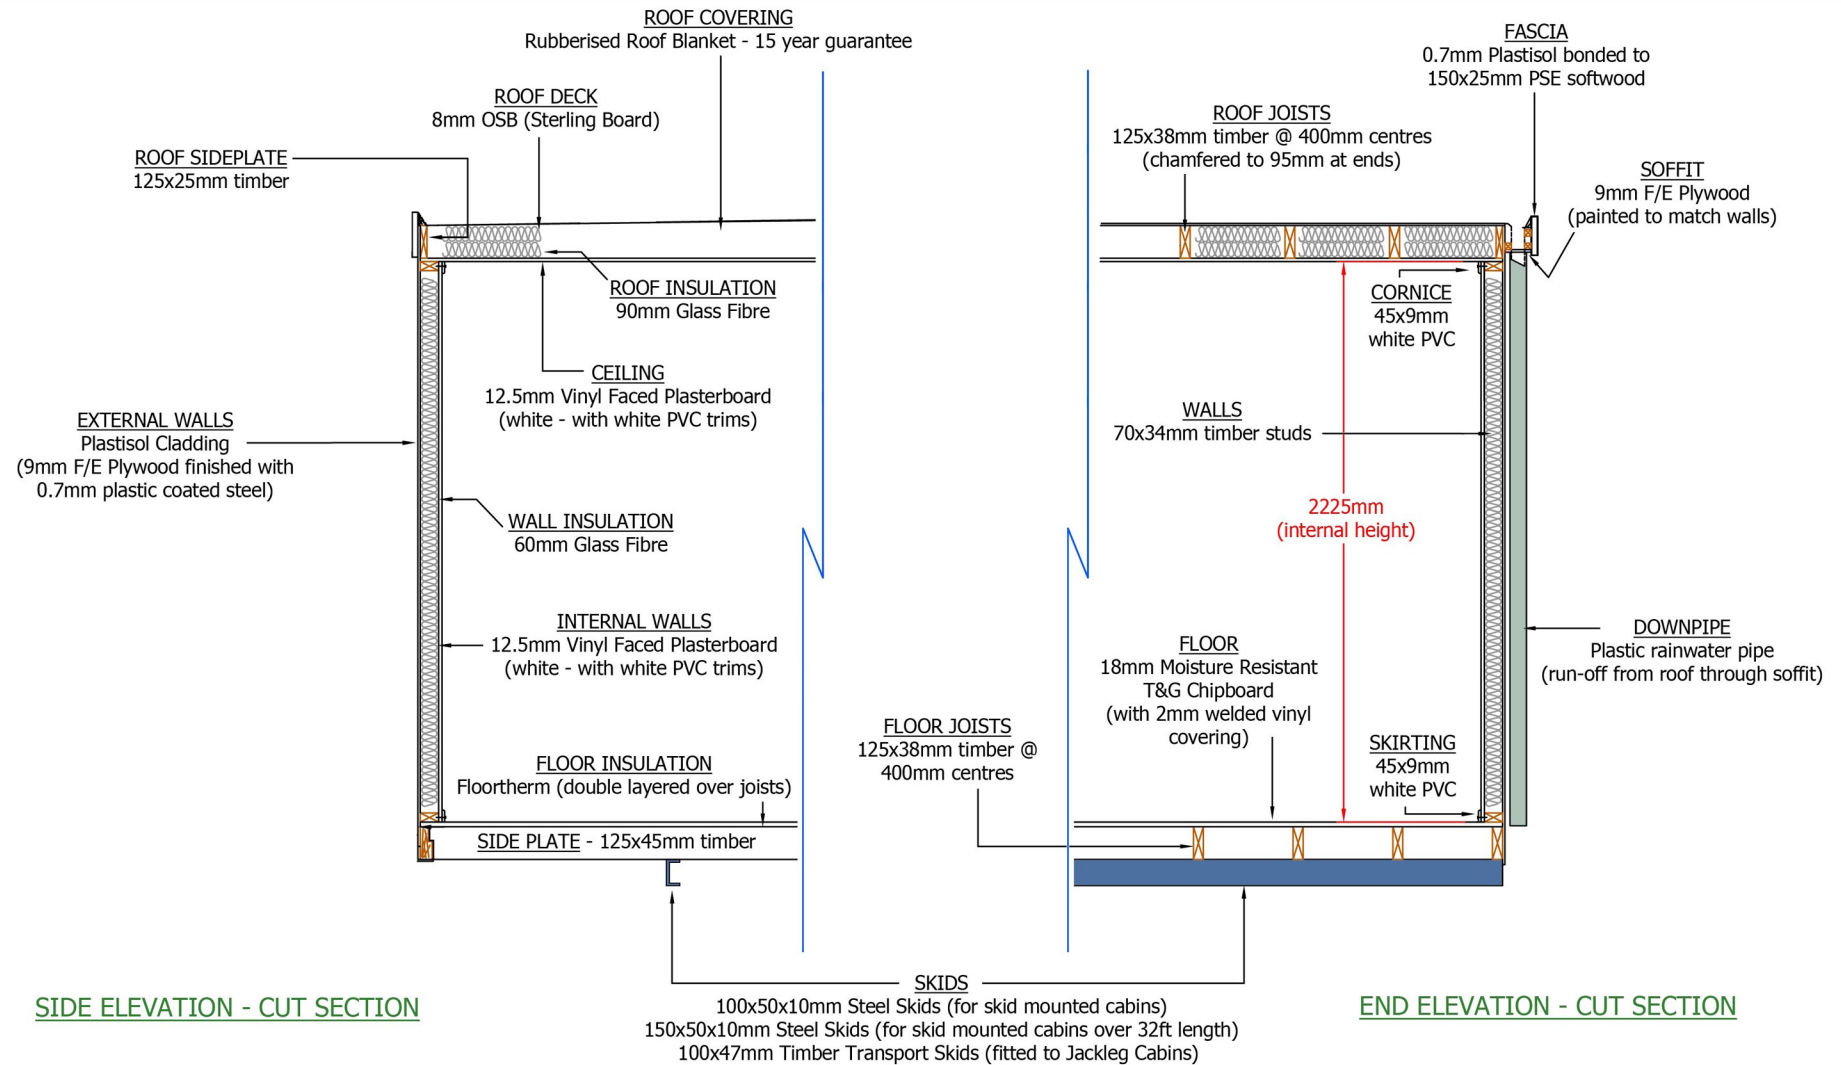 ROOF COVERING
Rubberised Roof Blanket - 15 year guarantee
ROOF DECK
8mm OSB (Sterling Board)
ROOF SIDEPLATE
125x25mm timber
ROOF INSULATION
90mm Glass Fibre
CEILING
12.5mm Vinyl Faced Plasterboard
(white - with white PVC trims)
EXTERNAL WALLS
Plastisol Cladding
(9mm F/E Plywood finished with
0.7mm plastic coated steel)
WALL INSULATION
60mm Glass Fibre
INTERNAL WALLS
12.5mm Vinyl Faced Plasterboard
(white - with white PVC trims)
FLOOR INSULATION
Floortherm (double layered over joists)
SIDE PLATE - 125x45mm timber
FASCIA
0.7mm Plastisol bonded to
150x25mm PSE softwood
ROOF JOISTS
125x38mm timber @ 400mm centres
(chamfered to 95mm at ends)
SOFFIT
9mm F/E Plywood
(painted to match walls)
CORNICE
45x9mm
white PVC
WALLS
70x34mm timber studs
2225mm
(internal height)
FLOOR
18mm Moisture Resistant
T&G Chipboard
(with 2mm welded vinyl
covering)
FLOOR JOISTS
125x38mm timber @
400mm centres
SKIRTING
45x9mm
white PVC
DOWNPIPE
Plastic rainwater pipe
(run-off from roof through soffit)
SKIDS
100x50x10mm Steel Skids (for skid mounted cabins)
150x50x10mm Steel Skids (for skid mounted cabins over 32ft length)
100x47mm Timber Transport Skids (fitted to Jackleg Cabins)
SIDE ELEVATION - CUT SECTION
END ELEVATION - CUT SECTION